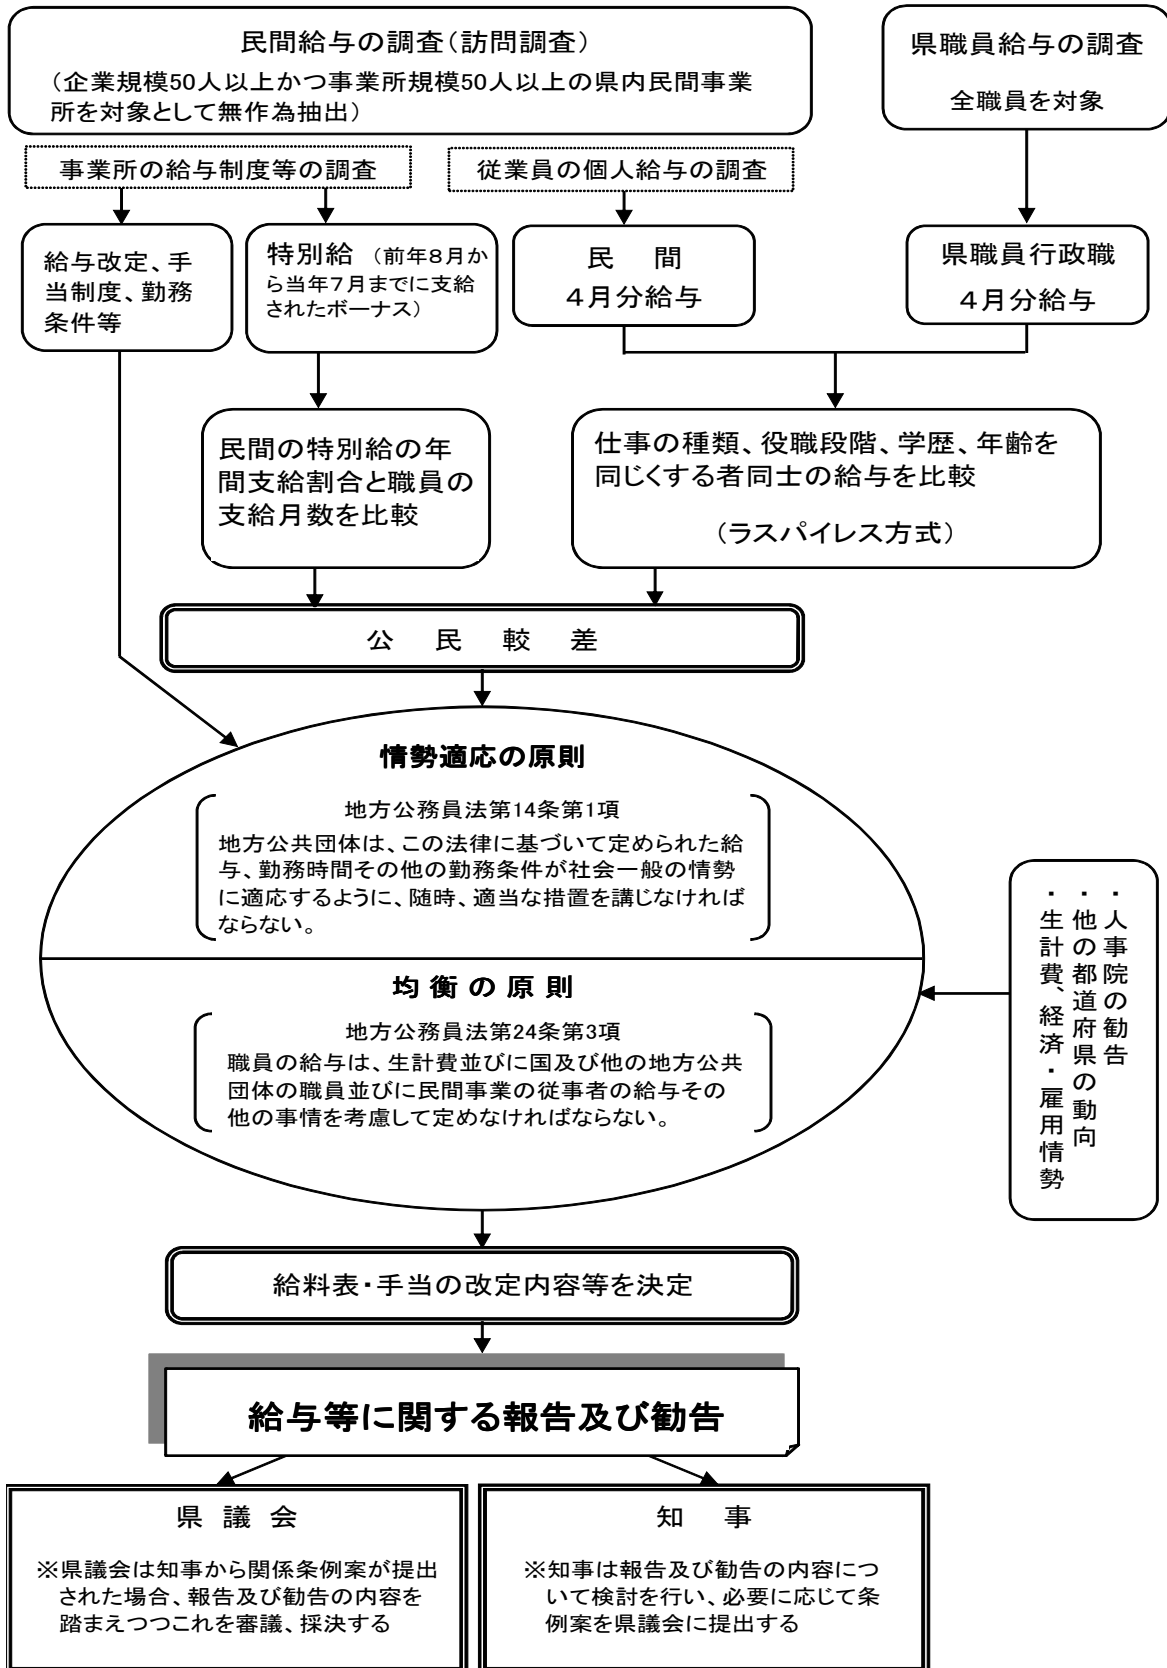 民間給与の調査（訪問調査）
（企業規模50人以上かつ事業所規模50人以上の県内民間事業
所を対象として無作為抽出）
県職員給与の調査
全職員を対象
事業所の給与制度等の調査
従業員の個人給与の調査
給与改定、手
当制度、勤務
条件等
特別給 （前年８月か
ら当年７月までに支給
されたボーナス）
民　間
４月分給与
県職員行政職
４月分給与
民間の特別給の年
間支給割合と職員の
支給月数を比較
仕事の種類、役職段階、学歴、年齢を
同じくする者同士の給与を比較
（ラスパイレス方式）
公　民　較　差
情勢適応の原則
地方公務員法第14条第1項
地方公共団体は、この法律に基づいて定められた給
与、勤務時間その他の勤務条件が社会一般の情勢
に適応するように、随時、適当な措置を講じなければ
ならない。
均 衡 の 原 則
地方公務員法第24条第3項
職員の給与は、生計費並びに国及び他の地方公共
団体の職員並びに民間事業の従事者の給与その
他の事情を考慮して定めなければならない。
・人事院の勧告
・他の都道府県の動向
・生計費、経済・雇用情勢
給料表・手当の改定内容等を決定
給与等に関する報告及び勧告
県 議 会
※県議会は知事から関係条例案が提出
された場合、報告及び勧告の内容を
踏まえつつこれを審議、採決する
知　事
※知事は報告及び勧告の内容につ
いて検討を行い、必要に応じて条
例案を県議会に提出する